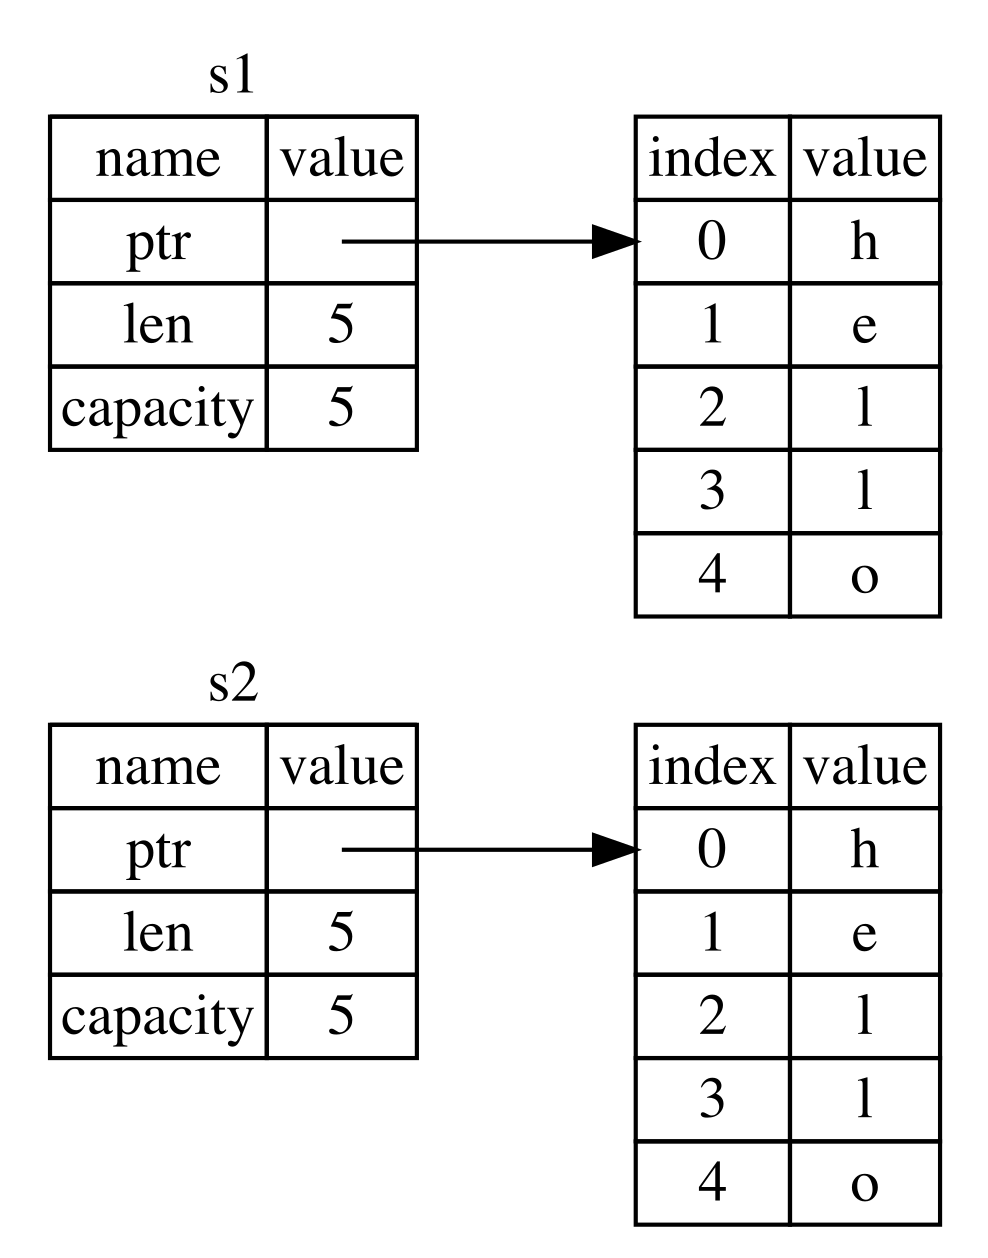 s1
name value
ptr
len 5
capacity 5
index value
0 h
1 e
2 l
3 l
4 o
s2
name value
ptr
len 5
capacity 5
index value
0 h
1 e
2 l
3 l
4 o